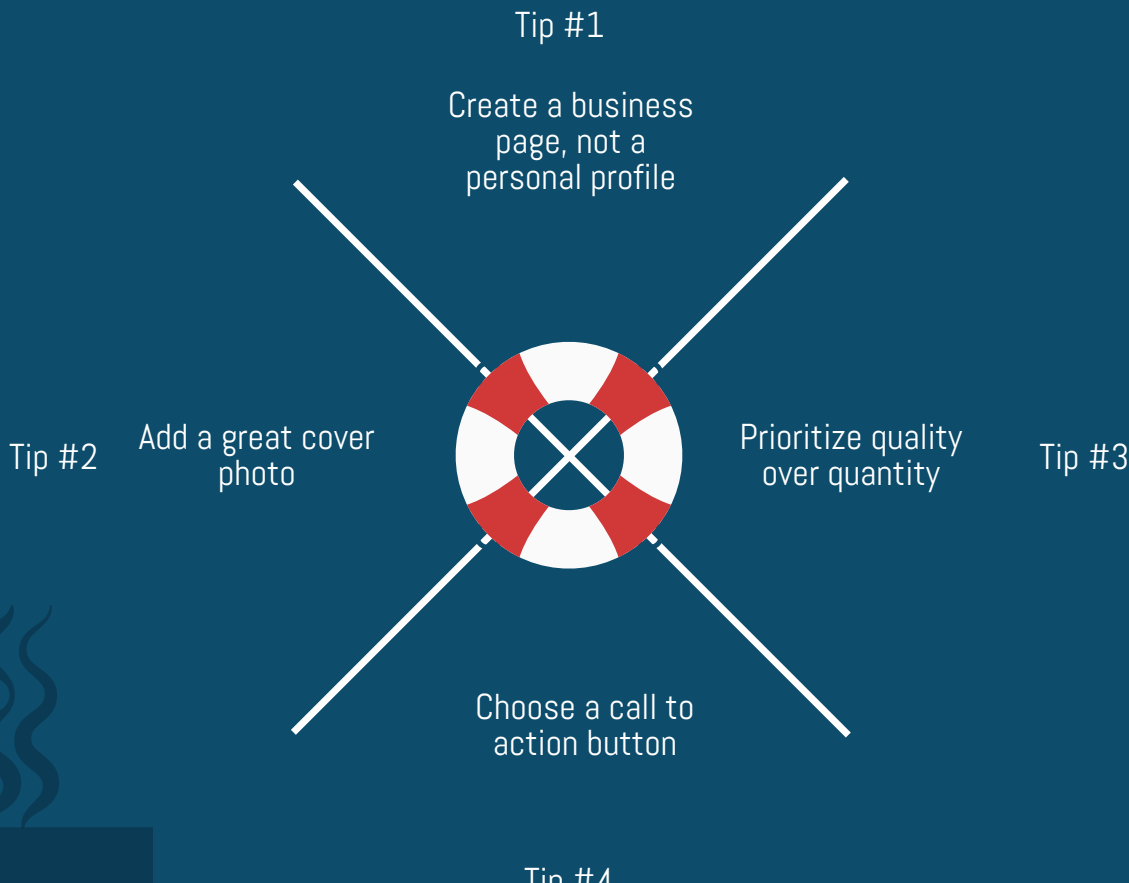 Tip #1
Create a business
page, not a
personal profile
Tip #2
Add a great cover
photo
Prioritize quality
over quantity
Tip #3
Choose a call to
action button
Tip #4